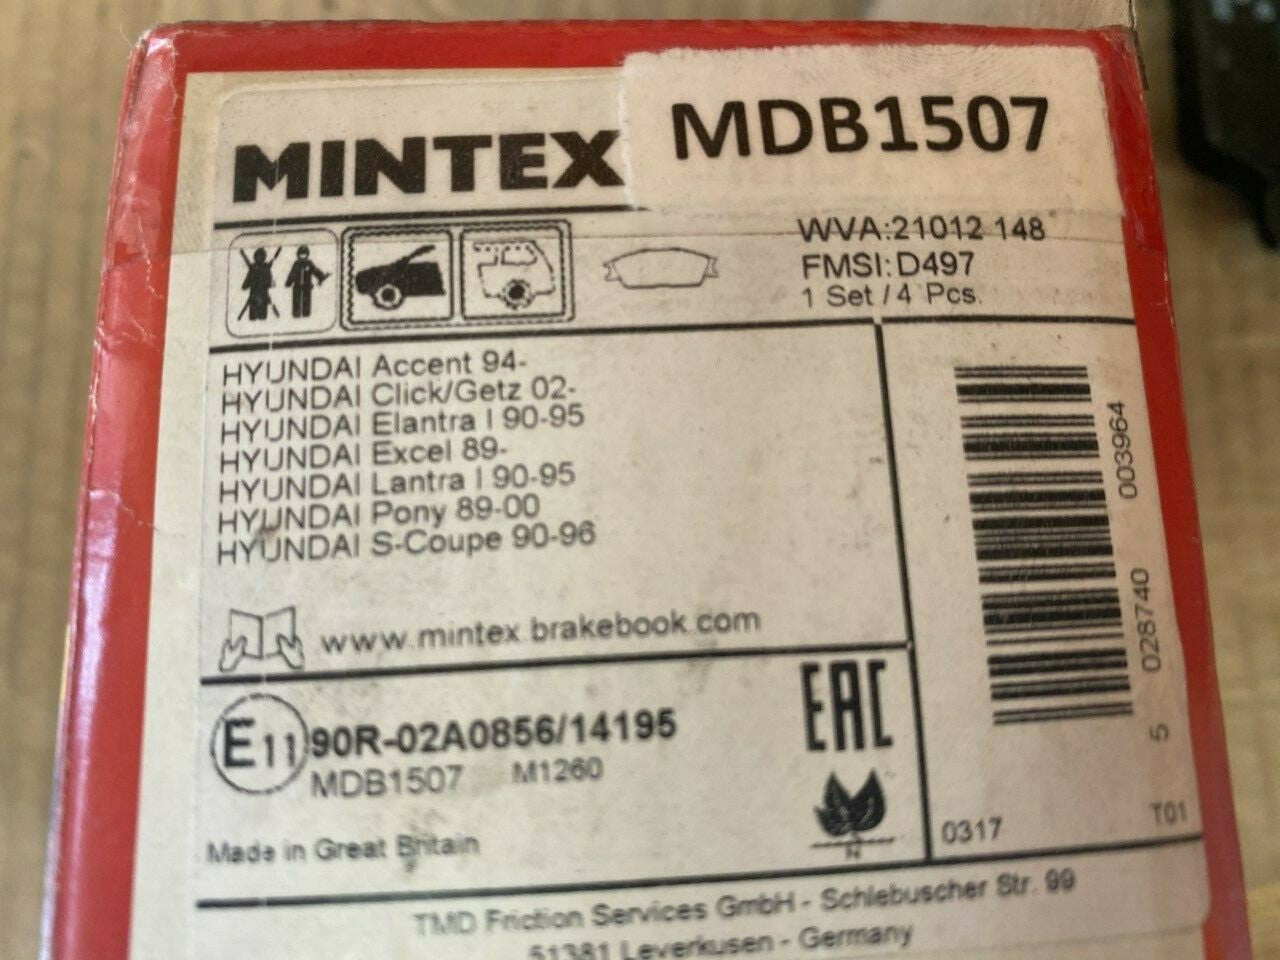 MINTEX
MDB1507
WVA:21012 148
FMSI:D497
1 Set / 4 Pcs.
HYUNDAI Accent 94-
HYUNDAI Click/Getz 02-
HYUNDAI Elantra I 90-95
HYUNDAI Excel 89-
HYUNDAI Lantra I 90-95
HYUNDAI Pony 89-00
HYUNDAI S-Coupe 90-96
www.mintex.brakebook.com
5 028740 003964
E11 90R-02A0856/14195
MDB1507 M1260
EAC
Made in Great Britain
N
0317
T01
TMD Friction Services GmbH - Schlebuscher Str. 99
51381 Leverkusen - Germany